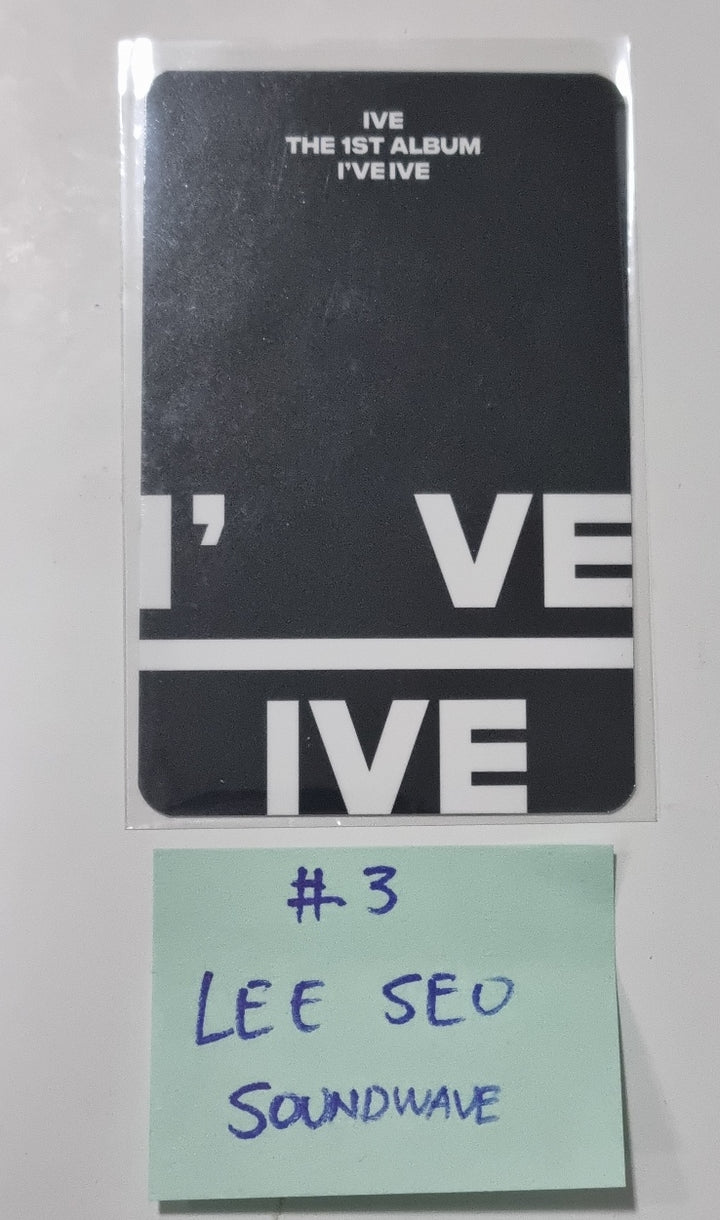 IVE
THE 1ST ALBUM
I'VE IVE
I' VE
IVE
#3
LEE SEO
SOUNDWAVE